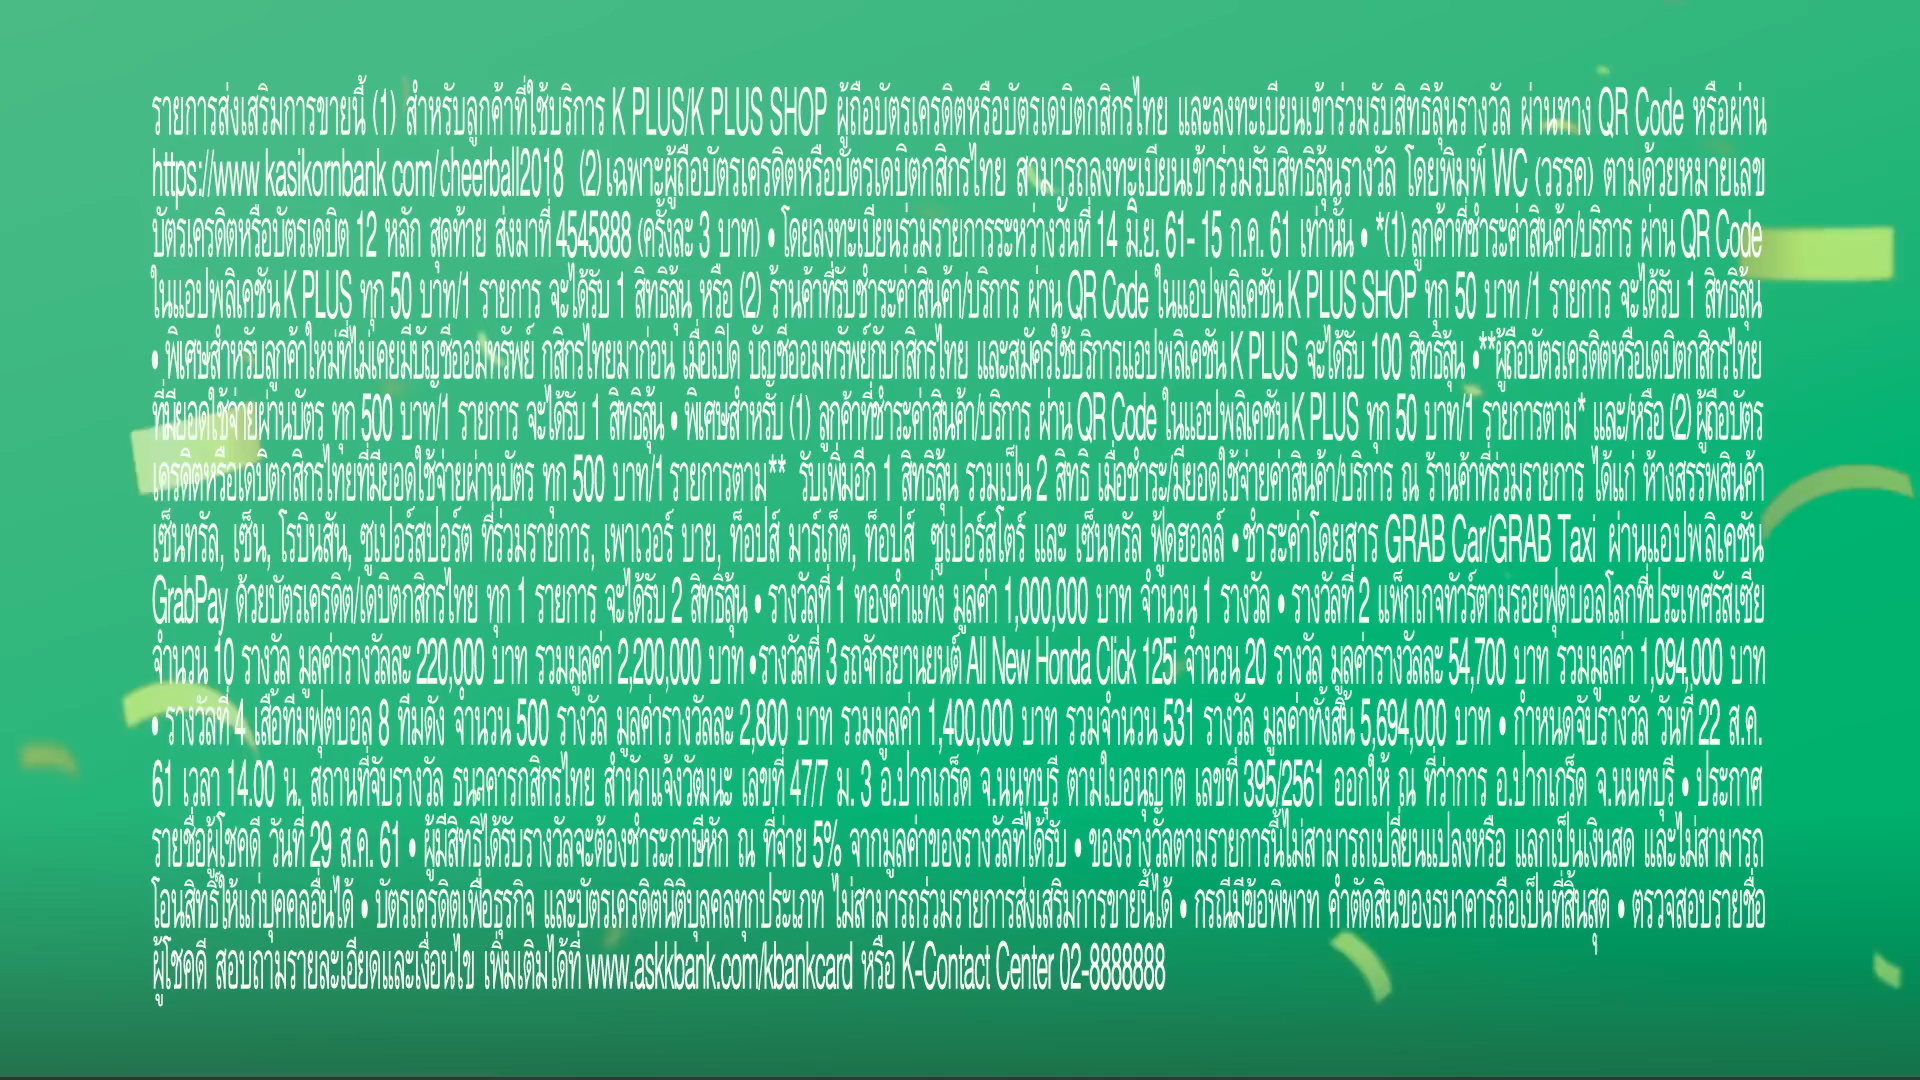 รายการส่งเสริมการขายนี้ (1) สำหรับลูกค้าที่ใช้บริการ K PLUS/K PLUS SHOP ผู้ถือบัตรเครดิตหรือบัตรเดบิตกสิกรไทย และลงทะเบียนเข้าร่วมรับสิทธิลุ้นรางวัล ผ่านทาง QR Code หรือผ่าน
https://www kasikornbank com/cheerball2018 (2) เฉพาะผู้ถือบัตรเครดิตหรือบัตรเดบิตกสิกรไทย สามารถลงทะเบียนเข้าร่วมรับสิทธิลุ้นรางวัล โดยพิมพ์ WC (วรรค) ตามด้วยหมายเลข
บัตรเครดิตหรือบัตรเดบิต 12 หลัก สุดท้าย ส่งมาที่ 4545888 (ครั้งละ 3 บาท) • โดยลงทะเบียนร่วมรายการระหว่างวันที่ 14 มิ.ย. 61- 15 ก.ค. 61 เท่านั้น • *(1) ลูกค้าที่ชำระค่าสินค้า/บริการ ผ่าน QR Code
ในแอปพลิเคชัน K PLUS ทุก 50 บาท/1 รายการ จะได้รับ 1 สิทธิลุ้น หรือ (2) ร้านค้าที่รับชำระค่าสินค้า/บริการ ผ่าน QR Code ในแอปพลิเคชัน K PLUS SHOP ทุก 50 บาท /1 รายการ จะได้รับ 1 สิทธิลุ้น
• พิเศษสำหรับลูกค้าใหม่ที่ไม่เคยมีบัญชีออมทรัพย์ กสิกรไทยมาก่อน เมื่อเปิด บัญชีออมทรัพย์กับกสิกรไทย และสมัครใช้บริการแอปพลิเคชัน K PLUS จะได้รับ 100 สิทธิลุ้น •**ผู้ถือบัตรเครดิตหรือเดบิตกสิกรไทย
ที่มียอดใช้จ่ายผ่านบัตร ทุก 500 บาท/1 รายการ จะได้รับ 1 สิทธิลุ้น • พิเศษสำหรับ (1) ลูกค้าที่ชำระค่าสินค้า/บริการ ผ่าน QR Code ในแอปพลิเคชัน K PLUS ทุก 50 บาท/1 รายการตาม* และ/หรือ (2) ผู้ถือบัตร
เครดิตหรือเดบิตกสิกรไทยที่มียอดใช้จ่ายผ่านบัตร ทุก 500 บาท/1 รายการตาม** รับเพิ่มอีก 1 สิทธิลุ้น รวมเป็น 2 สิทธิ เมื่อชำระ/มียอดใช้จ่ายค่าสินค้า/บริการ ณ ร้านค้าที่ร่วมรายการ ได้แก่ ห้างสรรพสินค้า
เซ็นทรัล, เซ็น, โรบินสัน, ซูเปอร์สปอร์ต ที่ร่วมรายการ, เพาเวอร์ บาย, ท็อปส์ มาร์เก็ต, ท็อปส์ ซูเปอร์สโตร์ และ เซ็นทรัล ฟู้ดฮอลล์ •ชำระค่าโดยสาร GRAB Car/GRAB Taxi ผ่านแอปพลิเคชัน
GrabPay ด้วยบัตรเครดิต/เดบิตกสิกรไทย ทุก 1 รายการ จะได้รับ 2 สิทธิลุ้น • รางวัลที่ 1 ทองคำแท่ง มูลค่า 1,000,000 บาท จำนวน 1 รางวัล • รางวัลที่ 2 แพ็กเกจทัวร์ตามรอยฟุตบอลโลกที่ประเทศรัสเซีย
จำนวน 10 รางวัล มูลค่ารางวัลละ 220,000 บาท รวมมูลค่า 2,200,000 บาท •รางวัลที่ 3 รถจักรยานยนต์ All New Honda Click 125i จำนวน 20 รางวัล มูลค่ารางวัลละ 54,700 บาท รวมมูลค่า 1,094,000 บาท
• รางวัลที่ 4 เสื้อทีมฟุตบอล 8 ทีมดัง จำนวน 500 รางวัล มูลค่ารางวัลละ 2,800 บาท รวมมูลค่า 1,400,000 บาท รวมจำนวน 531 รางวัล มูลค่าทั้งสิ้น 5,694,000 บาท • กำหนดจับรางวัล วันที่ 22 ส.ค.
61 เวลา 14.00 น. สถานที่จับรางวัล ธนาคารกสิกรไทย สำนักแจ้งวัฒนะ เลขที่ 47/7 ม. 3 อ.ปากเกร็ด จ.นนทบุรี ตามใบอนุญาต เลขที่ 395/2561 ออกให้ ณ ที่ว่าการ อ.ปากเกร็ด จ.นนทบุรี • ประกาศ
รายชื่อผู้โชคดี วันที่ 29 ส.ค. 61 • ผู้มีสิทธิได้รับรางวัลจะต้องชำระภาษีหัก ณ ที่จ่าย 5% จากมูลค่าของรางวัลที่ได้รับ • ของรางวัลตามรายการนี้ไม่สามารถเปลี่ยนแปลงหรือ แลกเป็นเงินสด และไม่สามารถ
โอนสิทธิ์ให้แก่บุคคลอื่นได้ • บัตรเครดิตเพื่อธุรกิจ และบัตรเครดิตนิติบุคคลทุกประเภท ไม่สามารถร่วมรายการส่งเสริมการขายนี้ได้ • กรณีมีข้อพิพาท คำตัดสินของธนาคารถือเป็นที่สิ้นสุด • ตรวจสอบรายชื่อ
ผู้โชคดี สอบถามรายละเอียดและเงื่อนไข เพิ่มเติมได้ที่ www.askkbank.com/kbankcard หรือ K-Contact Center 02-8888888